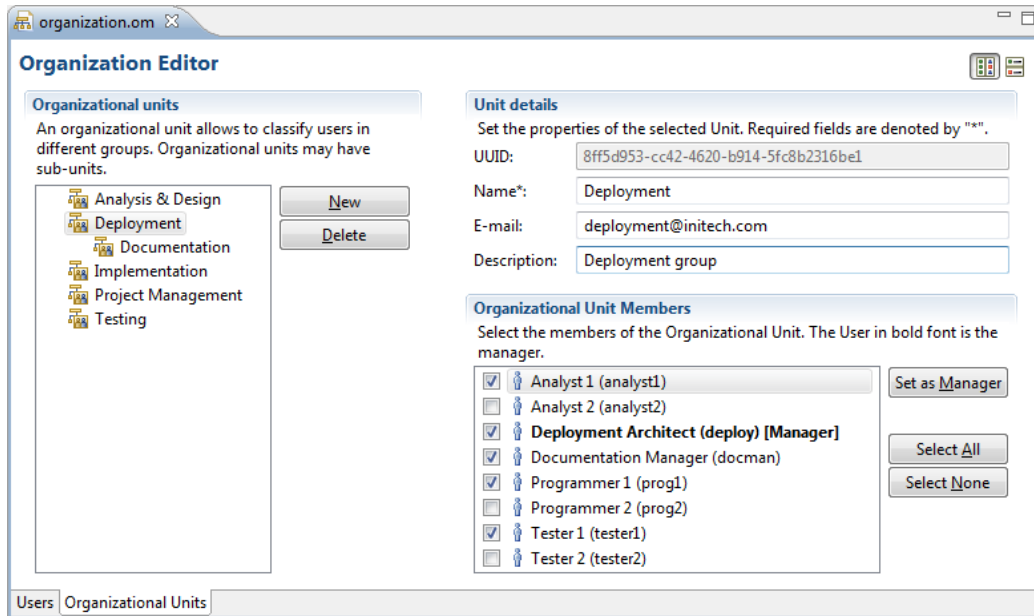 organization.om
Organization Editor
Organizational units
An organizational unit allows to classify users in
different groups. Organizational units may have
sub-units.
Analysis & Design
Deployment
Documentation
Implementation
Project Management
Testing
New
Delete
Unit details
Set the properties of the selected Unit. Required fields are denoted by "*".
UUID: 8ff5d953-cc42-4620-b914-5fc8b2316be1
Name*: Deployment
E-mail: deployment@initech.com
Description: Deployment group
Organizational Unit Members
Select the members of the Organizational Unit. The User in bold font is the
manager.
Analyst 1 (analyst1)
Analyst 2 (analyst2)
Deployment Architect (deploy) [Manager]
Documentation Manager (docman)
Programmer 1 (prog1)
Programmer 2 (prog2)
Tester 1 (tester1)
Tester 2 (tester2)
Set as Manager
Select All
Select None
Users Organizational Units